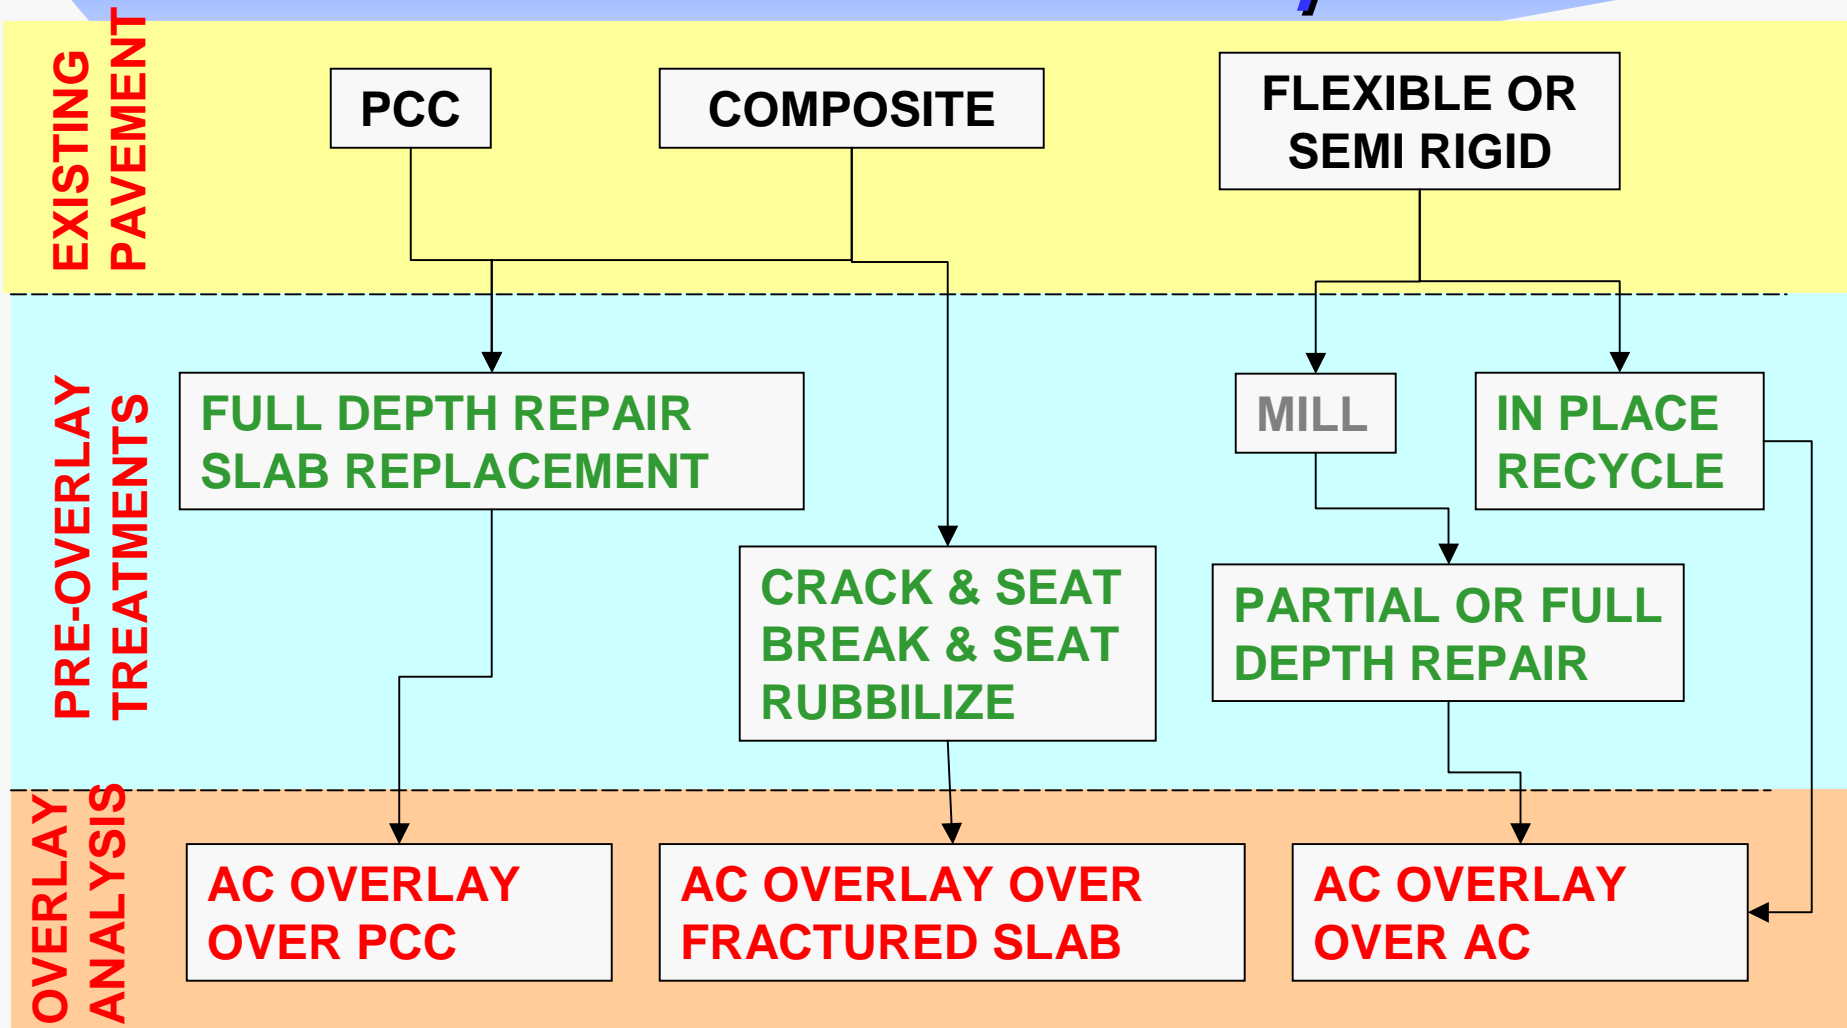 EXISTING
PAVEMENT
PCC
COMPOSITE
FLEXIBLE OR
SEMI RIGID
PRE-OVERLAY
TREATMENTS
FULL DEPTH REPAIR
SLAB REPLACEMENT
MILL
IN PLACE
RECYCLE
CRACK & SEAT
BREAK & SEAT
RUBBILIZE
PARTIAL OR FULL
DEPTH REPAIR
OVERLAY
ANALYSIS
AC OVERLAY
OVER PCC
AC OVERLAY OVER
FRACTURED SLAB
AC OVERLAY
OVER AC